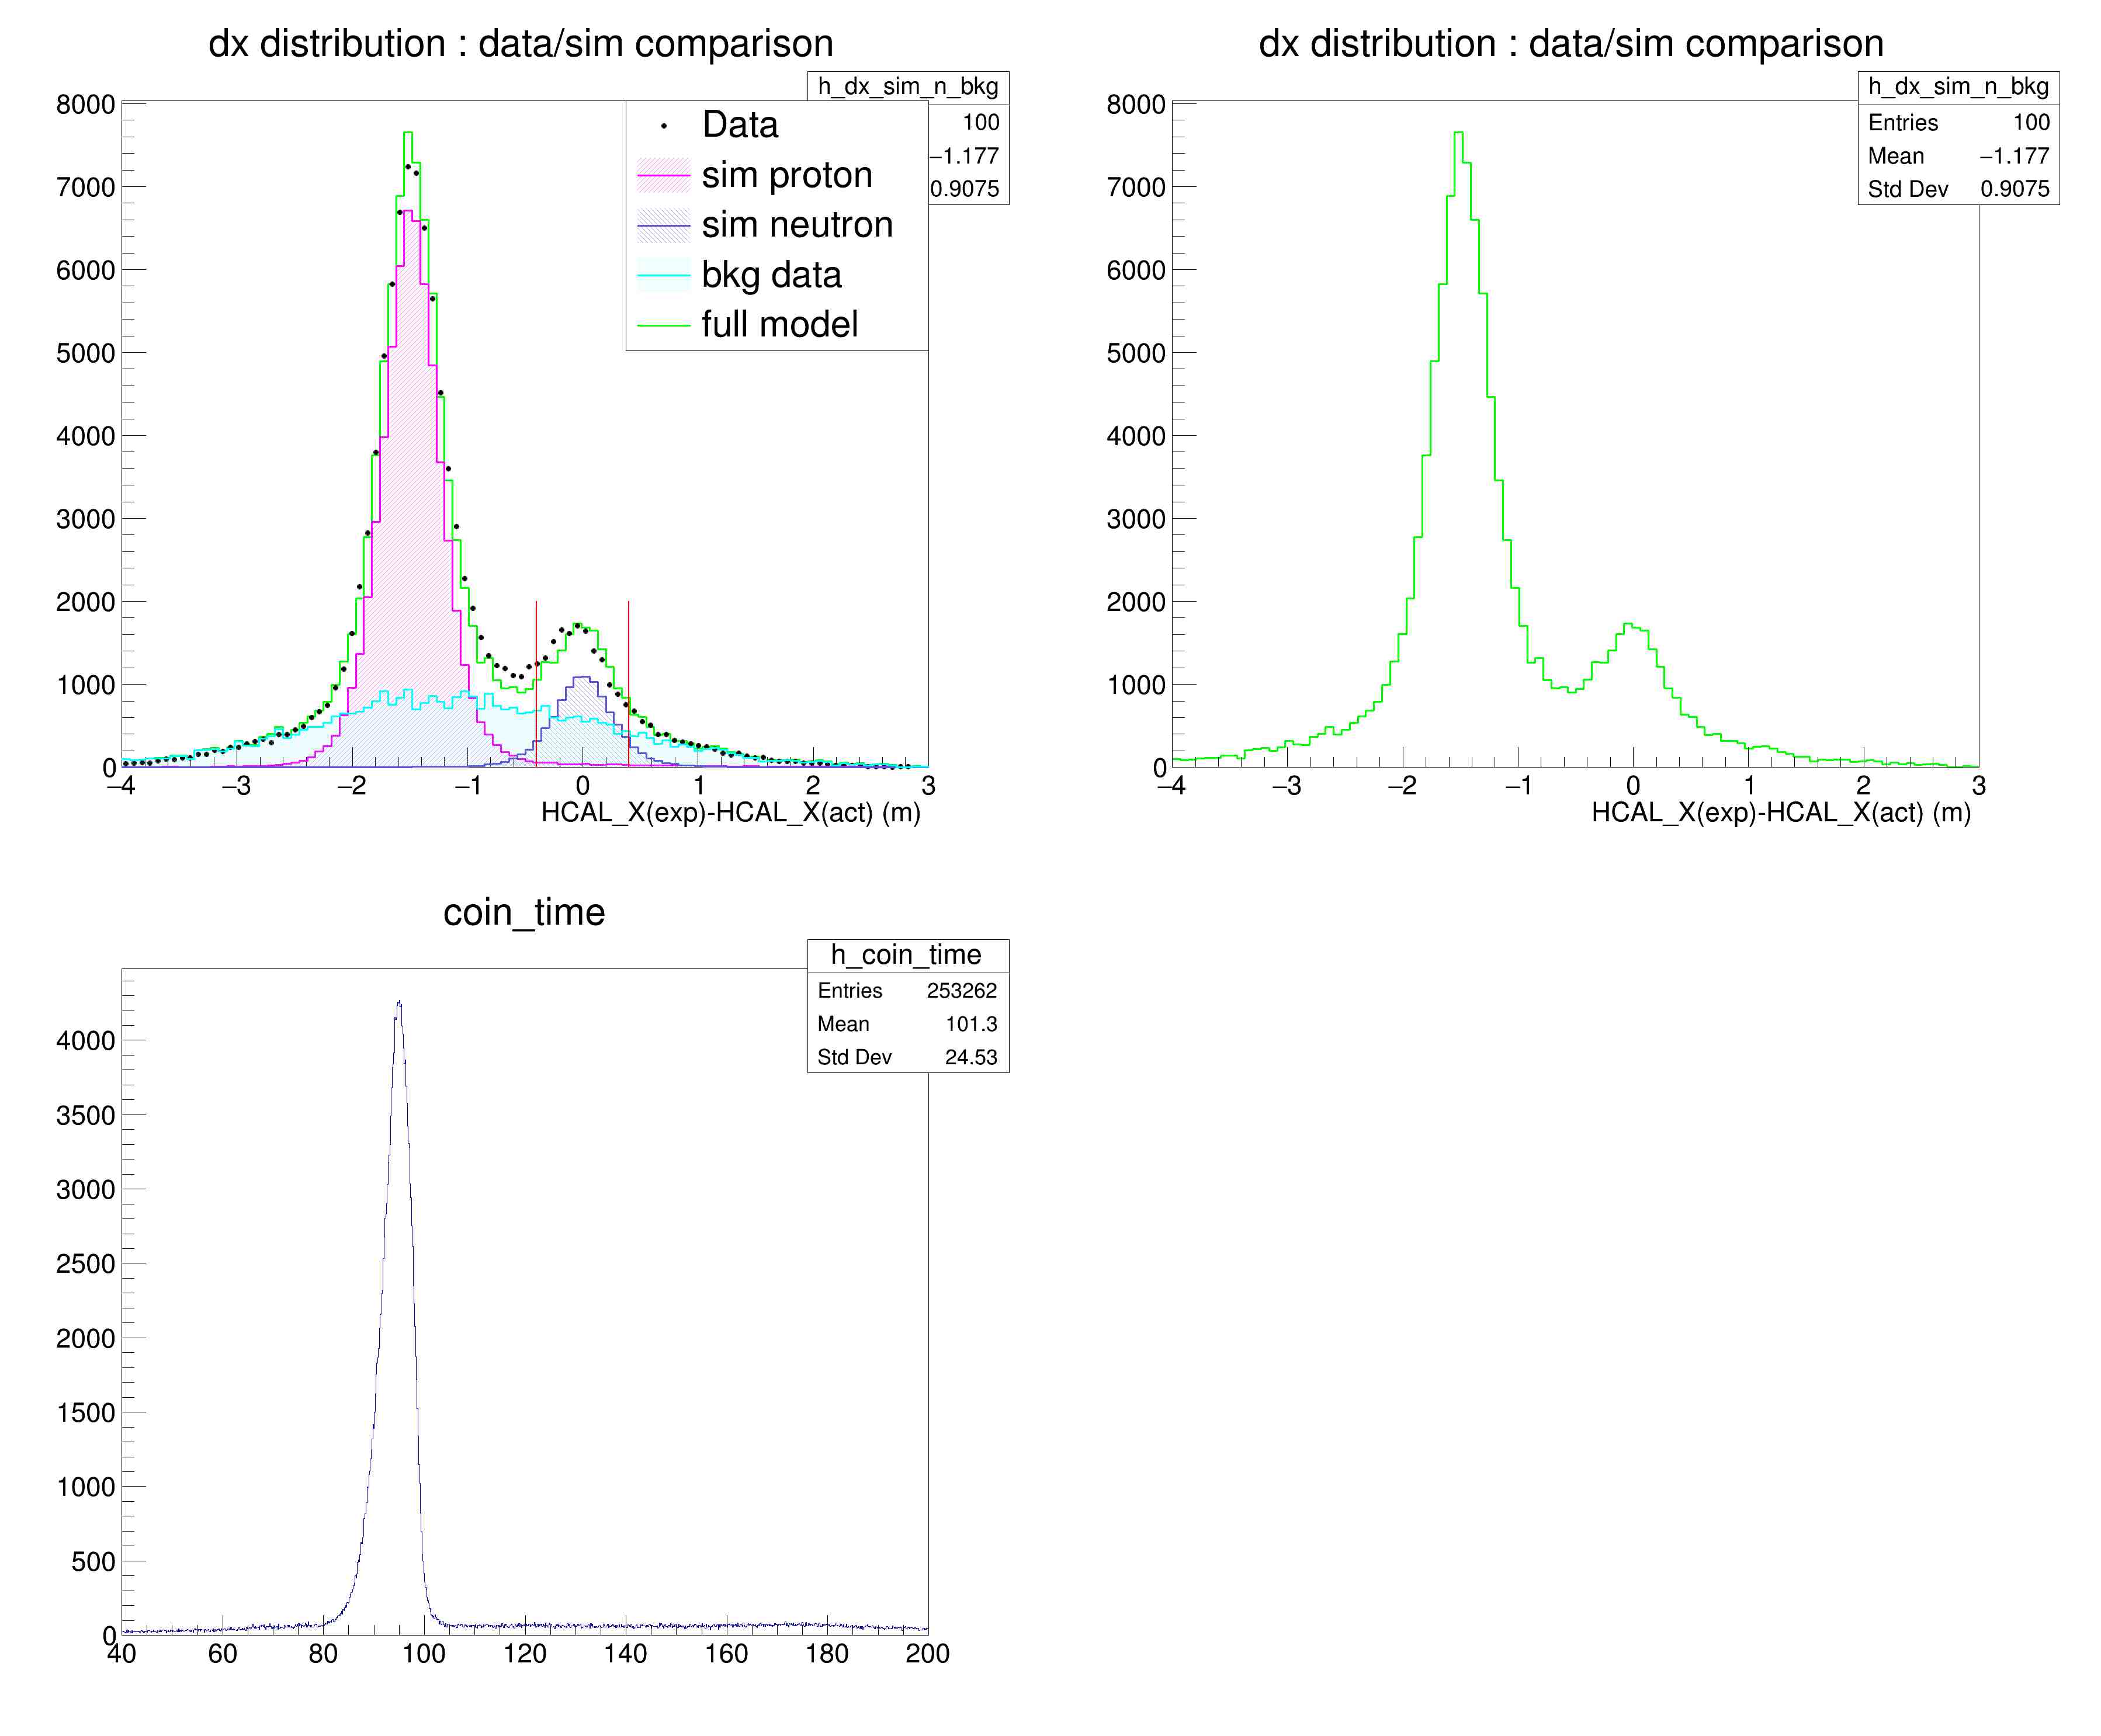 dx distribution : data/sim comparison
h_dx_sim_n_bkg
100
−1.177
0.9075
Data
sim proton
sim neutron
bkg data
full model
8000
7000
6000
5000
4000
3000
2000
1000
0
−4 −3 −2 −1 0 1 2 3
HCAL_X(exp)-HCAL_X(act) (m)
dx distribution : data/sim comparison
h_dx_sim_n_bkg
Entries 100
Mean −1.177
Std Dev 0.9075
8000
7000
6000
5000
4000
3000
2000
1000
0
−4 −3 −2 −1 0 1 2 3
HCAL_X(exp)-HCAL_X(act) (m)
coin_time
h_coin_time
Entries 253262
Mean 101.3
Std Dev 24.53
4000
3500
3000
2500
2000
1500
1000
500
0
40 60 80 100 120 140 160 180 200